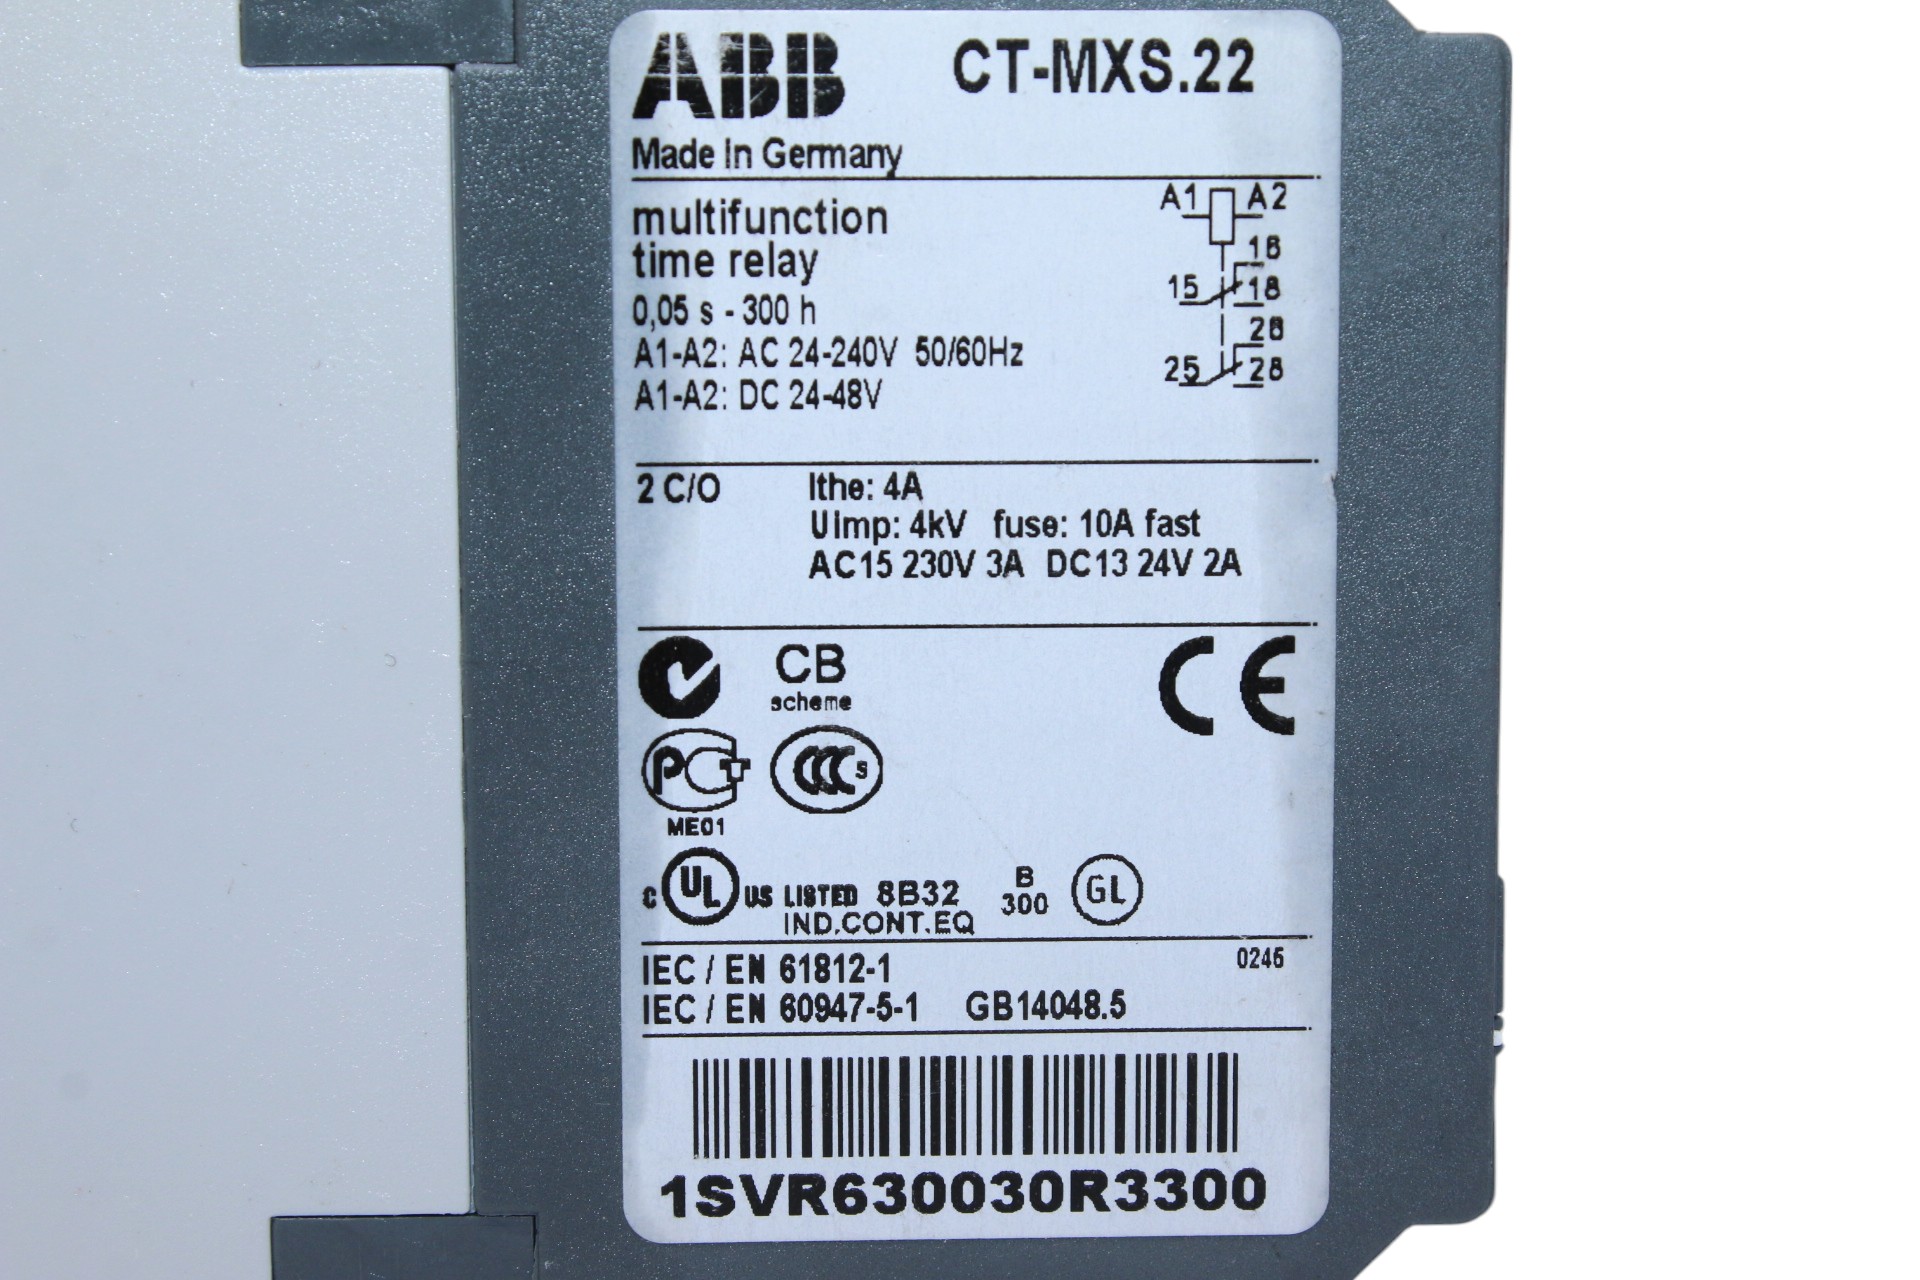 ABB CT-MXS.22
Made in Germany
multifunction
time relay
0,05 s - 300 h
A1-A2: AC 24-240V 50/60Hz
A1-A2: DC 24-48V
A1 A2
16
15 18
26
25 28
2 C/O Ithe: 4A
Uimp: 4kV fuse: 10A fast
AC15 230V 3A DC13 24V 2A
CB
scheme
CE
PCT
CCC S
ME01
C UL US LISTED 8B32
IND.CONT.EQ
B
300
GL
IEC / EN 61812-1 0246
IEC / EN 60947-5-1 GB14048.5
1SVR630030R3300